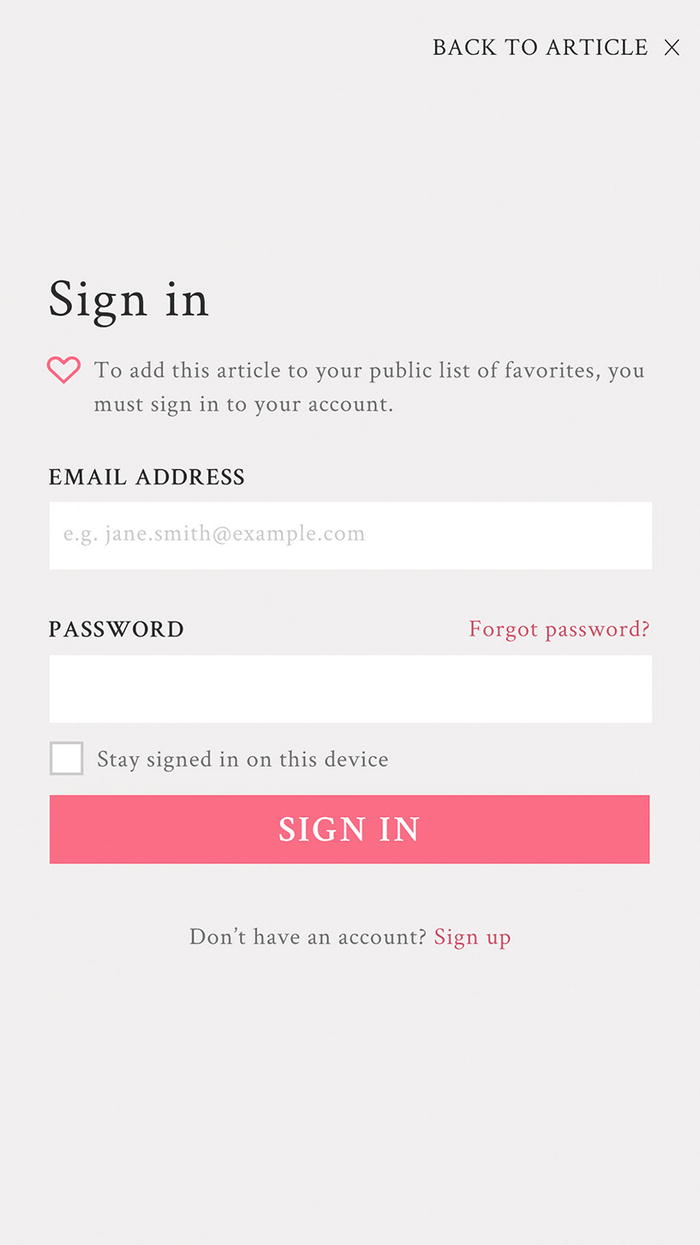 BACK TO ARTICLE ×
Sign in
To add this article to your public list of favorites, you
must sign in to your account.
EMAIL ADDRESS
e.g. jane.smith@example.com
PASSWORD
Forgot password?
Stay signed in on this device
SIGN IN
Don’t have an account? Sign up